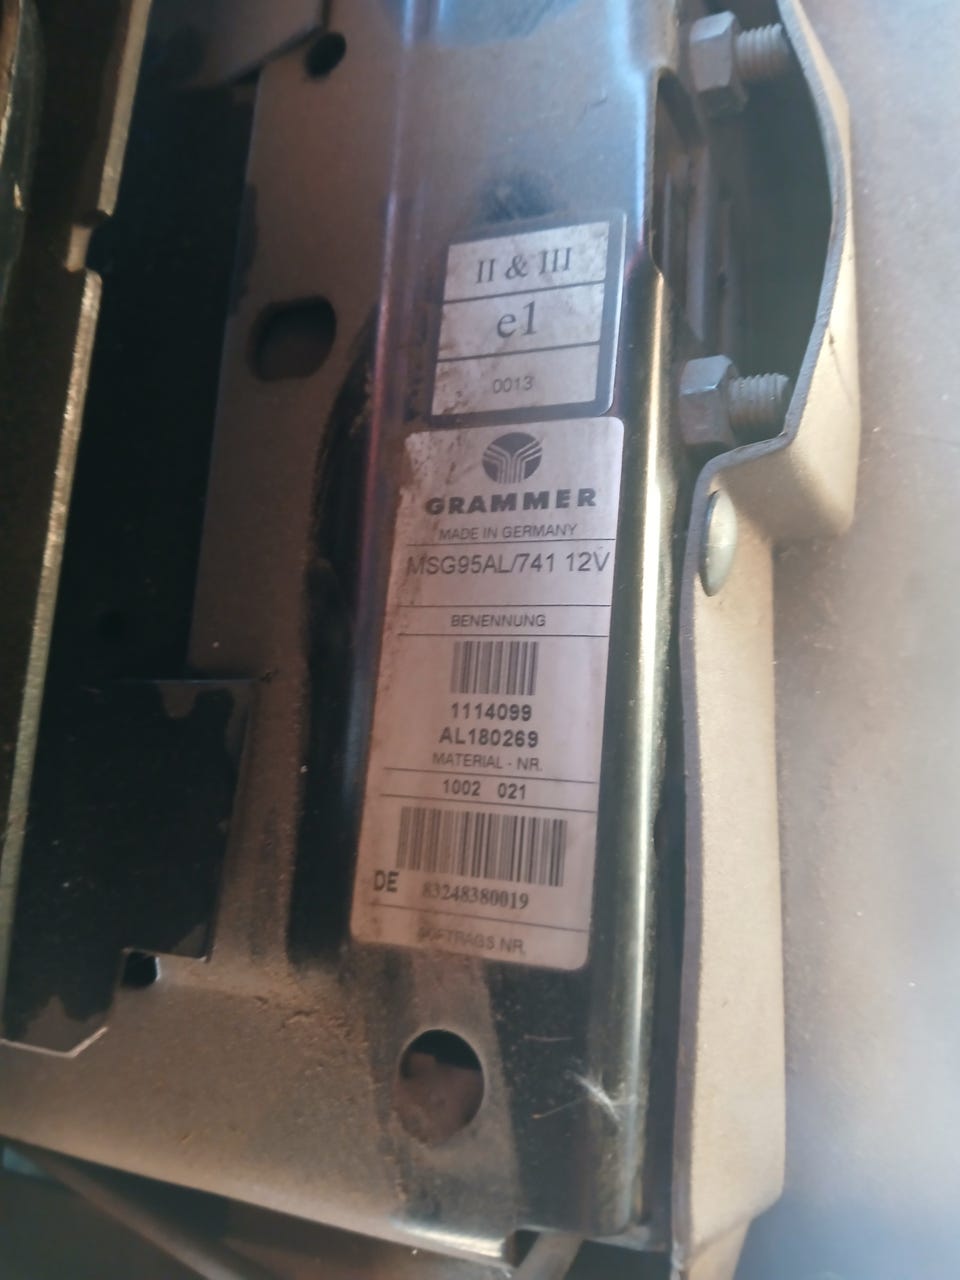 II & III
e1
0013
GRAMMER
MADE IN GERMANY
MSG95AL/741 12V
BENENNUNG
1114099
AL180269
MATERIAL - NR.
1002 021
DE 83248380019
NR.